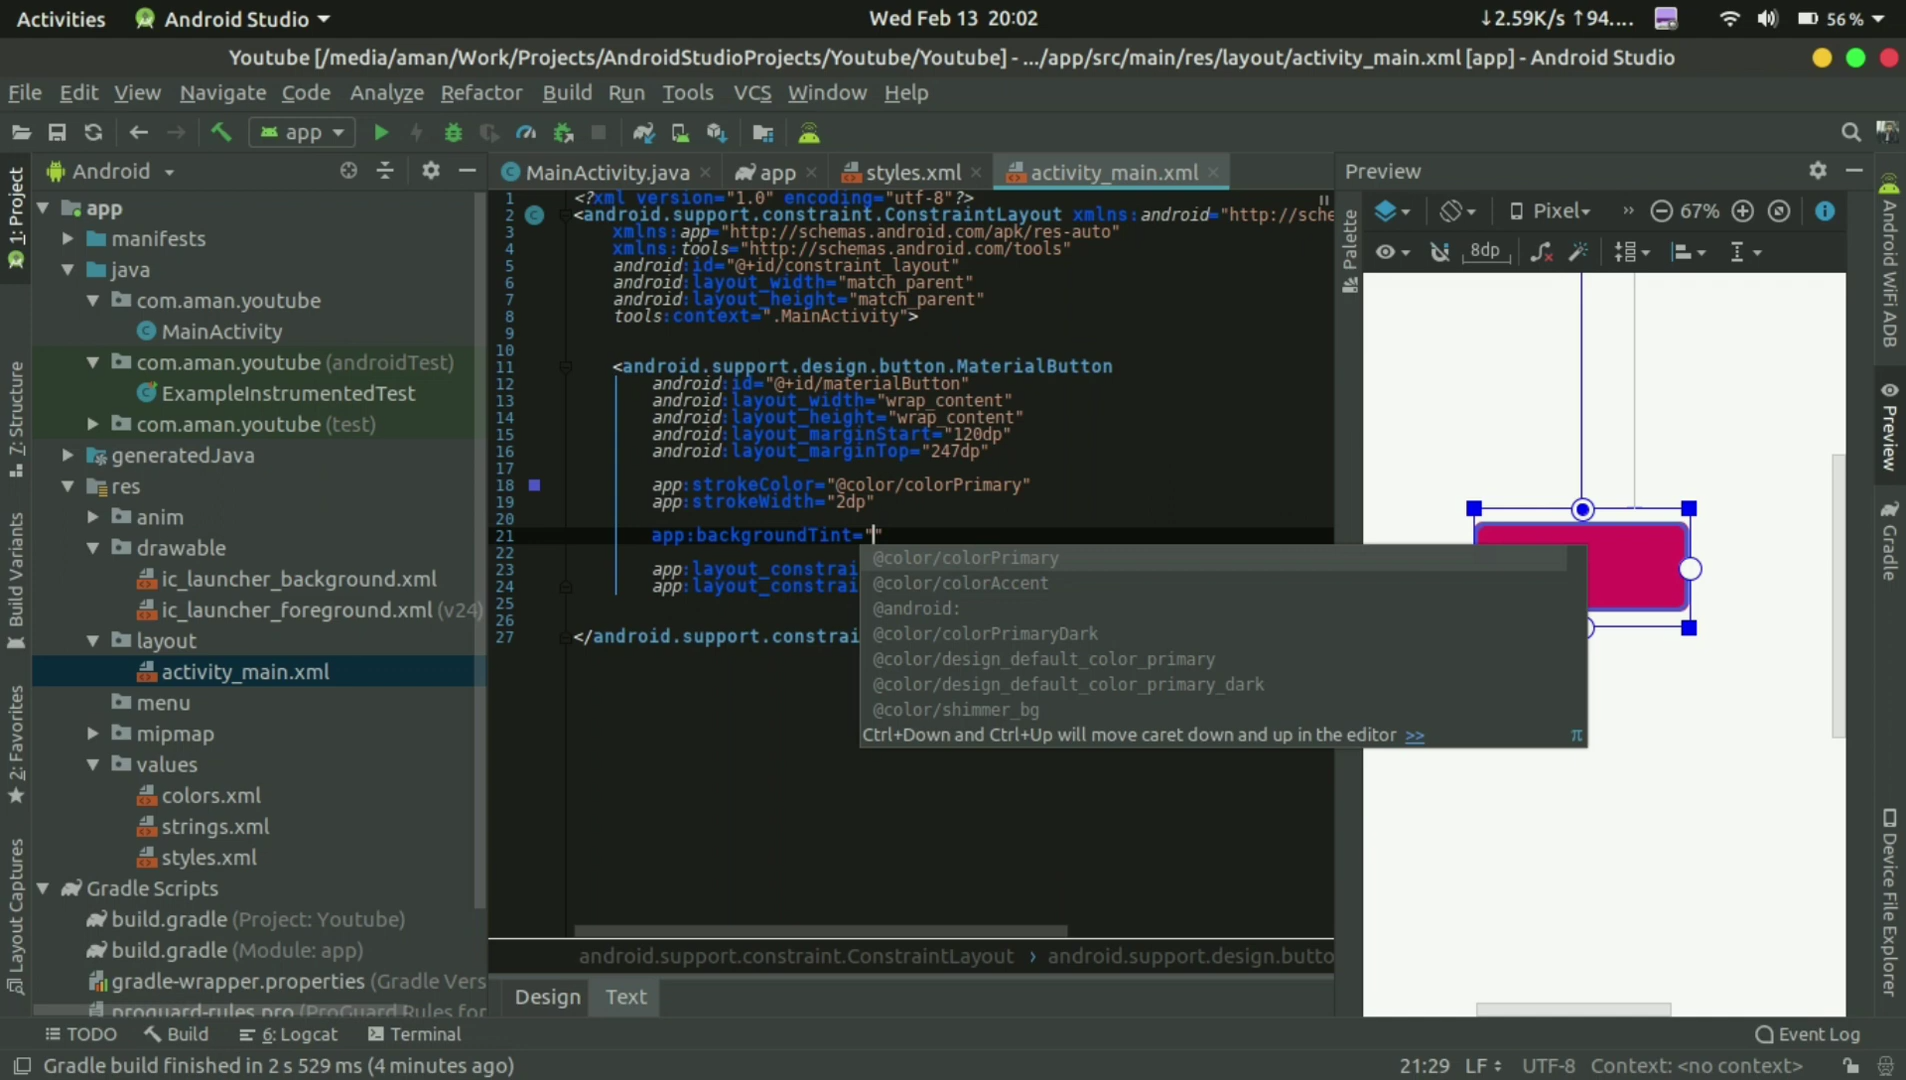 Activities Android Studio Wed Feb 13 20:02 ↓2.59K/s ↑94.... 56 %
Youtube [/media/aman/Work/Projects/AndroidStudioProjects/Youtube/Youtube] - .../app/src/main/res/layout/activity_main.xml [app] - Android Studio
File Edit View Navigate Code Analyze Refactor Build Run Tools VCS Window Help
app
Android
MainActivity.java app styles.xml activity_main.xml
Preview
Pixel 67%
8dp
1: Project
7: Structure
Build Variants
2: Favorites
Layout Captures
app
manifests
java
com.aman.youtube
MainActivity
com.aman.youtube (androidTest)
ExampleInstrumentedTest
com.aman.youtube (test)
generatedJava
res
anim
drawable
ic_launcher_background.xml
ic_launcher_foreground.xml (v24)
layout
activity_main.xml
menu
mipmap
values
colors.xml
strings.xml
styles.xml
Gradle Scripts
build.gradle (Project: Youtube)
build.gradle (Module: app)
gradle-wrapper.properties (Gradle Vers
proguard-rules.pro (ProGuard Rules for
1 <?xml version="1.0" encoding="utf-8"?>
2 <android.support.constraint.ConstraintLayout xmlns:android="http://sche
3 xmlns:app="http://schemas.android.com/apk/res-auto"
4 xmlns:tools="http://schemas.android.com/tools"
5 android:id="@+id/constraint_layout"
6 android:layout_width="match_parent"
7 android:layout_height="match_parent"
8 tools:context=".MainActivity">
9
10
11 <android.support.design.button.MaterialButton
12 android:id="@+id/materialButton"
13 android:layout_width="wrap_content"
14 android:layout_height="wrap_content"
15 android:layout_marginStart="120dp"
16 android:layout_marginTop="247dp"
17
18 app:strokeColor="@color/colorPrimary"
19 app:strokeWidth="2dp"
20
21 app:backgroundTint=""
22
23 app:layout_constrai
24 app:layout_constrai
25
26
27 </android.support.constrai
@color/colorPrimary
@color/colorAccent
@android:
@color/colorPrimaryDark
@color/design_default_color_primary
@color/design_default_color_primary_dark
@color/shimmer_bg
Ctrl+Down and Ctrl+Up will move caret down and up in the editor >> π
android.support.constraint.ConstraintLayout › android.support.design.butto
Design Text
Palette
Android WiFi ADB
Preview
Gradle
Device File Explorer
TODO Build 6: Logcat Terminal Event Log
Gradle build finished in 2 s 529 ms (4 minutes ago) 21:29 LF UTF-8 Context: <no context>